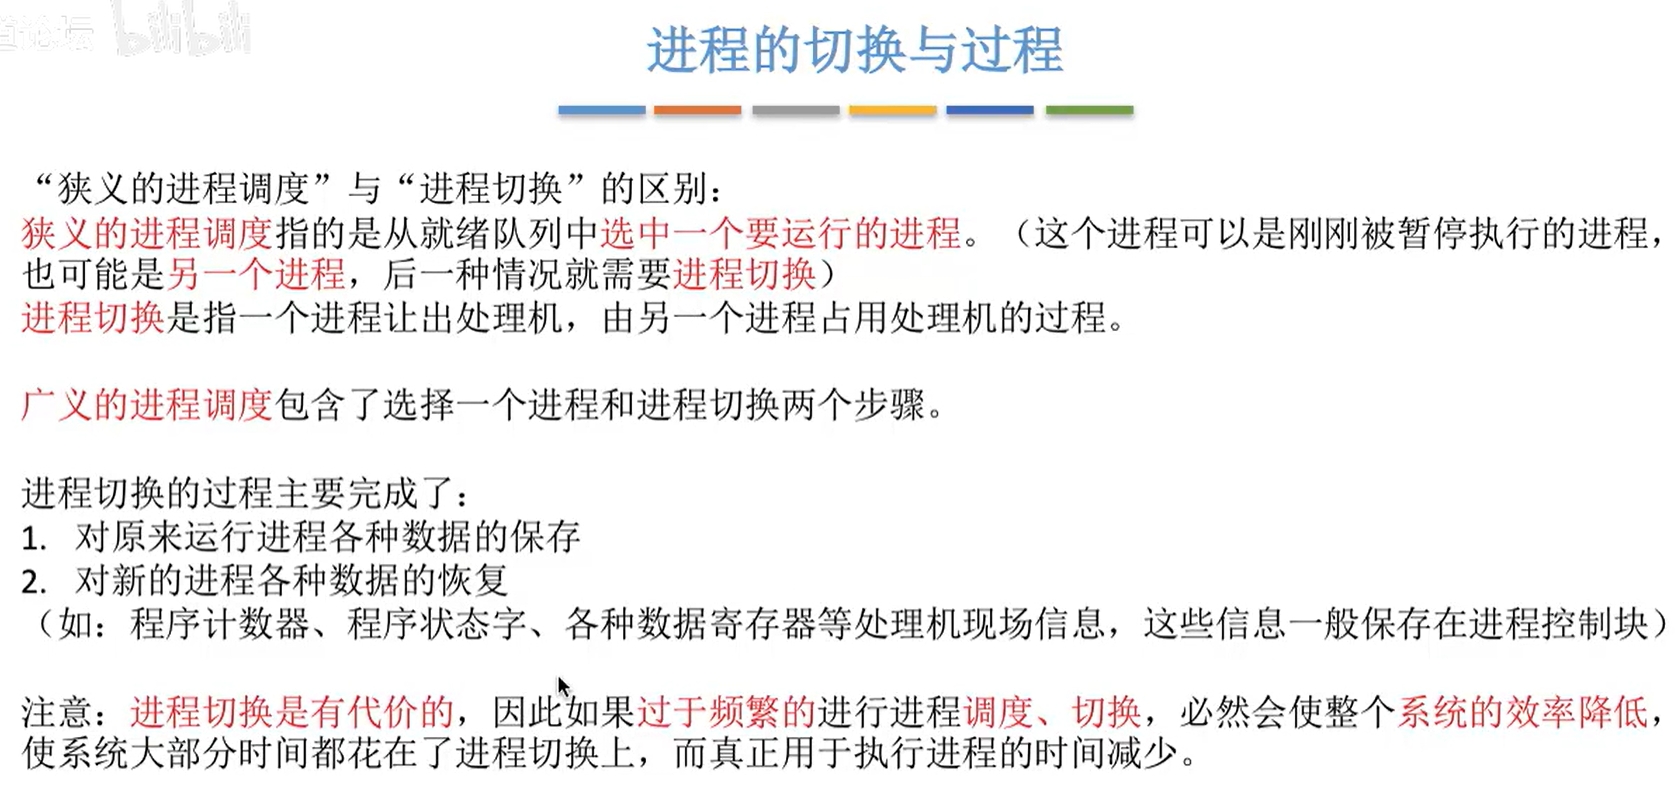 道论坛 bilibili
进程的切换与过程
“狭义的进程调度”与“进程切换”的区别：
狭义的进程调度指的是从就绪队列中选中一个要运行的进程。（这个进程可以是刚刚被暂停执行的进程，
也可能是另一个进程，后一种情况就需要进程切换）
进程切换是指一个进程让出处理机，由另一个进程占用处理机的过程。
广义的进程调度包含了选择一个进程和进程切换两个步骤。
进程切换的过程主要完成了：
1. 对原来运行进程各种数据的保存
2. 对新的进程各种数据的恢复
（如：程序计数器、程序状态字、各种数据寄存器等处理机现场信息，这些信息一般保存在进程控制块）
注意：进程切换是有代价的，因此如果过于频繁的进行进程调度、切换，必然会使整个系统的效率降低，
使系统大部分时间都花在了进程切换上，而真正用于执行进程的时间减少。